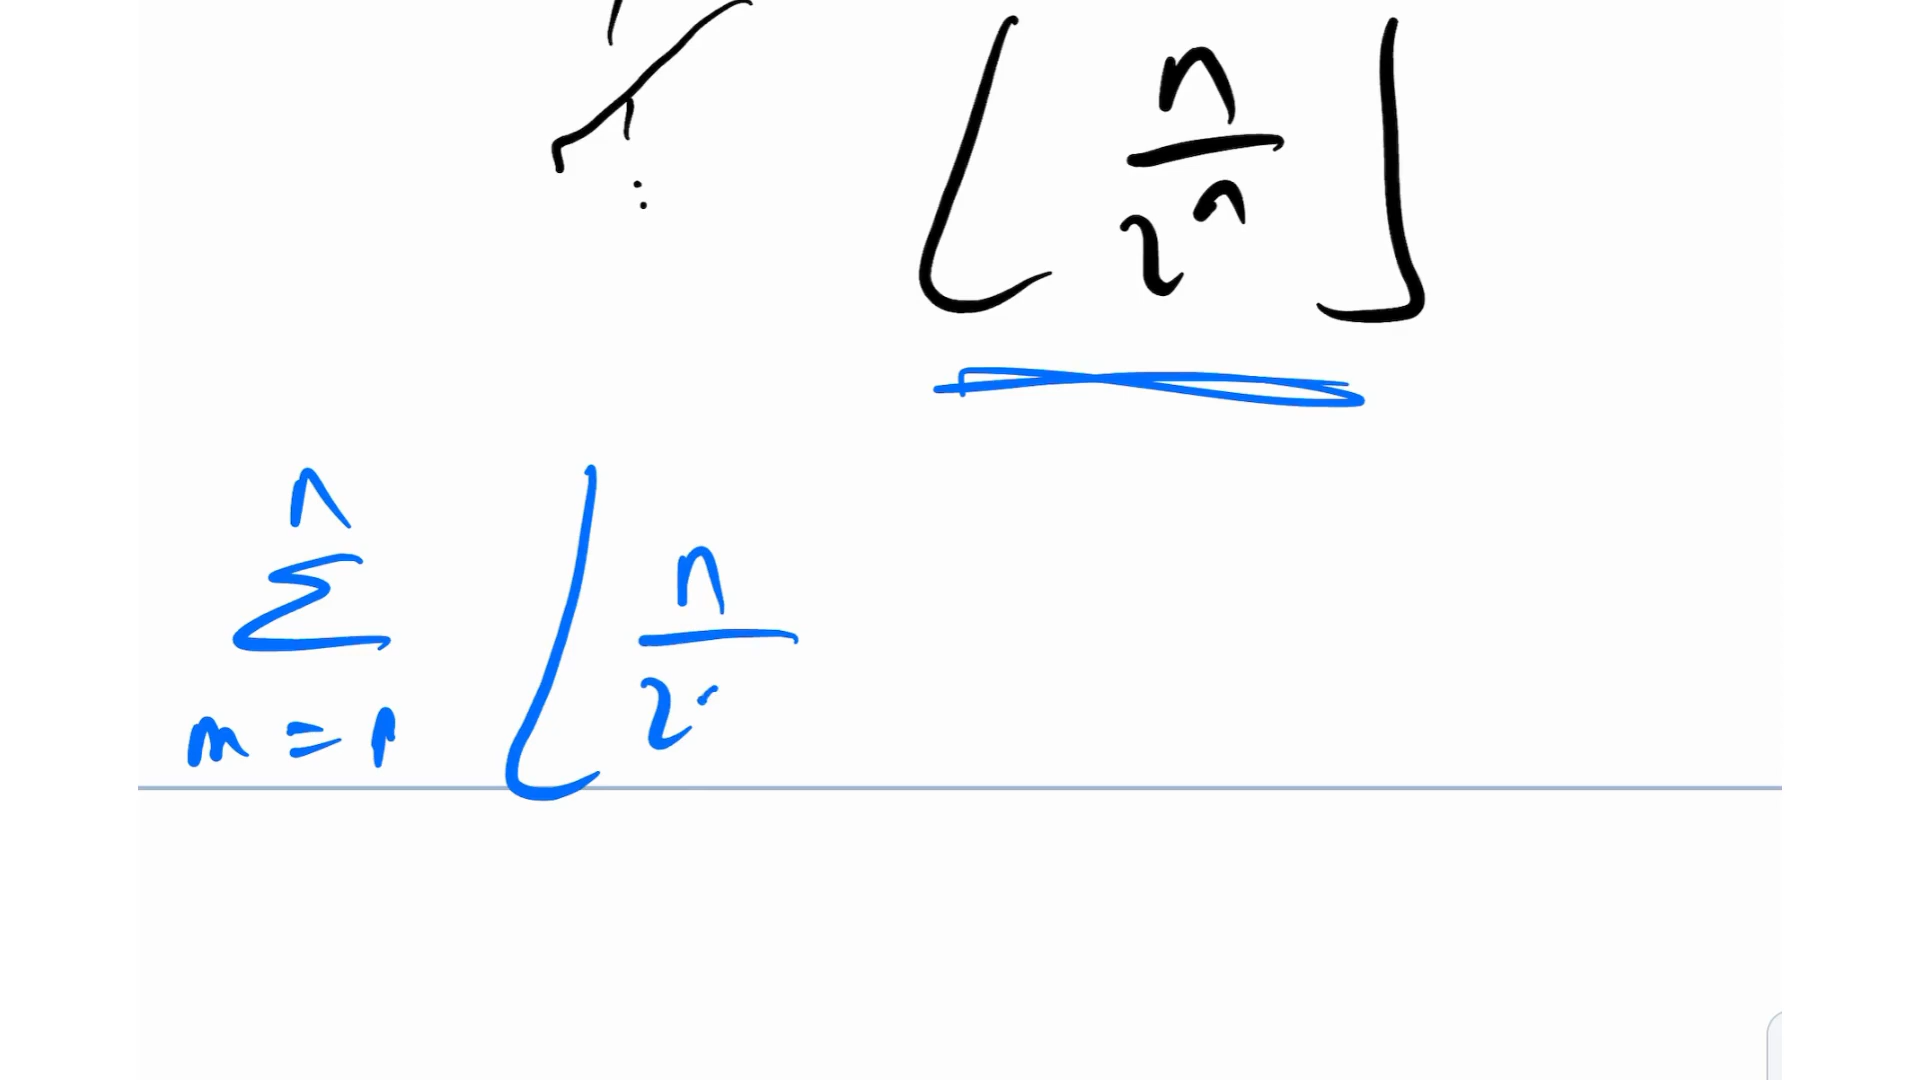 ⌊ n / 2^n ⌋
n
Σ ⌊ n / 2
m = 1